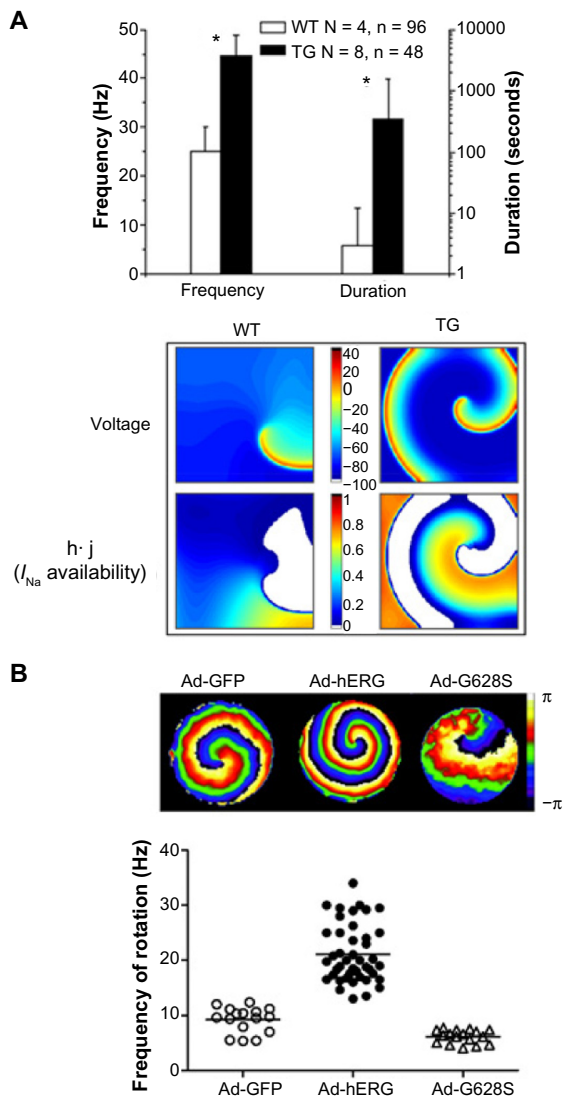 A
WT N = 4, n = 96
TG N = 8, n = 48
Frequency (Hz)
50
40
30
20
10
0
*
*
10000
1000
100
10
1
Duration (seconds)
Frequency
Duration
WT
TG
Voltage
40
20
0
−20
−40
−60
−80
−100
h· j
(INa availability)
1
0.8
0.6
0.4
0.2
0
B
Ad-GFP
Ad-hERG
Ad-G628S
π
−π
Frequency of rotation (Hz)
40
30
20
10
0
Ad-GFP
Ad-hERG
Ad-G628S